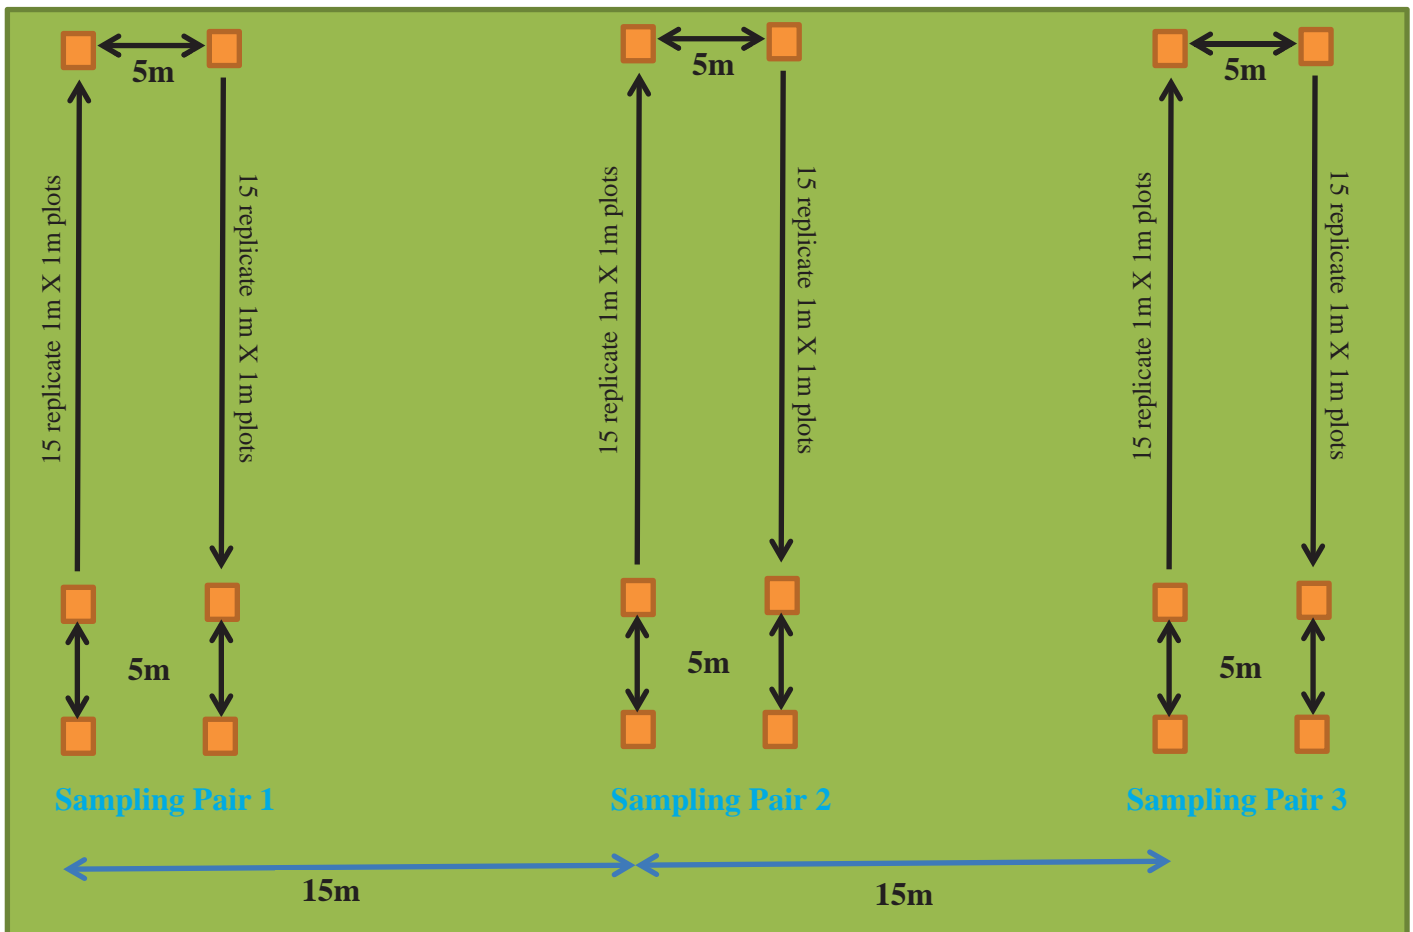 5m
5m
5m
15 replicate 1m X 1m plots
15 replicate 1m X 1m plots
15 replicate 1m X 1m plots
15 replicate 1m X 1m plots
15 replicate 1m X 1m plots
15 replicate 1m X 1m plots
5m
5m
5m
Sampling Pair 1
Sampling Pair 2
Sampling Pair 3
15m
15m